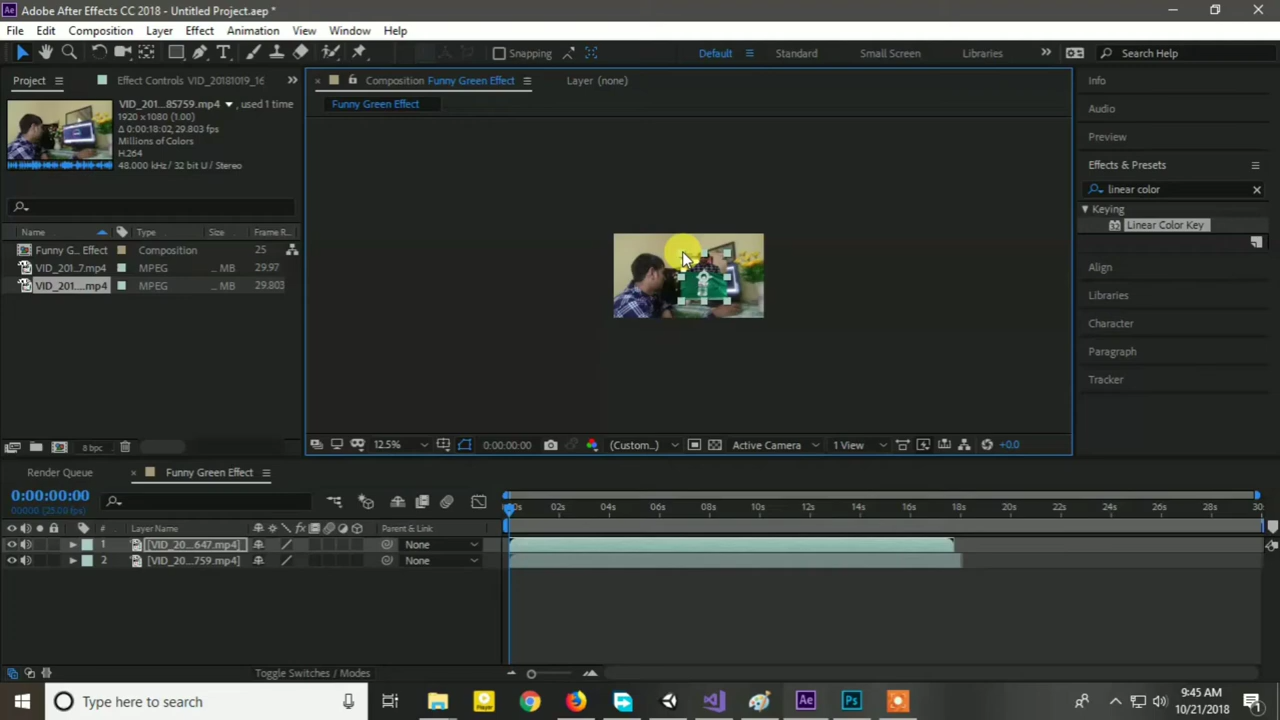 Adobe After Effects CC 2018 - Untitled Project.aep *
File Edit Composition Layer Effect Animation View Window Help
Snapping Default Standard Small Screen Libraries Search Help
Project Effect Controls VID_20181019_16
Composition Funny Green Effect Layer (none)
Funny Green Effect
VID_201...85759.mp4 , used 1 time
1920 x 1080 (1.00)
Δ 0:00:18:02, 29.803 fps
Millions of Colors
H.264
48.000 kHz / 32 bit U / Stereo
Name Type Size Frame R...
Funny G... Effect Composition 25
VID_201...7.mp4 MPEG ... MB 29.97
VID_201....mp4 MPEG ... MB 29.803
8 bpc
12.5% 0:00:00:00 (Custom...) Active Camera 1 View +0.0
Info
Audio
Preview
Effects & Presets
linear color
Keying
Linear Color Key
32
Align
Libraries
Character
Paragraph
Tracker
Render Queue Funny Green Effect
0:00:00:00
00000 (25.00 fps)
# Layer Name Parent & Link
1 [VID_20...647.mp4] None
2 [VID_20...759.mp4] None
02s 04s 06s 08s 10s 12s 14s 16s 18s 20s 22s 24s 26s 28s 30
Toggle Switches / Modes
Type here to search
Player
Ae
Ps
9:45 AM
10/21/2018